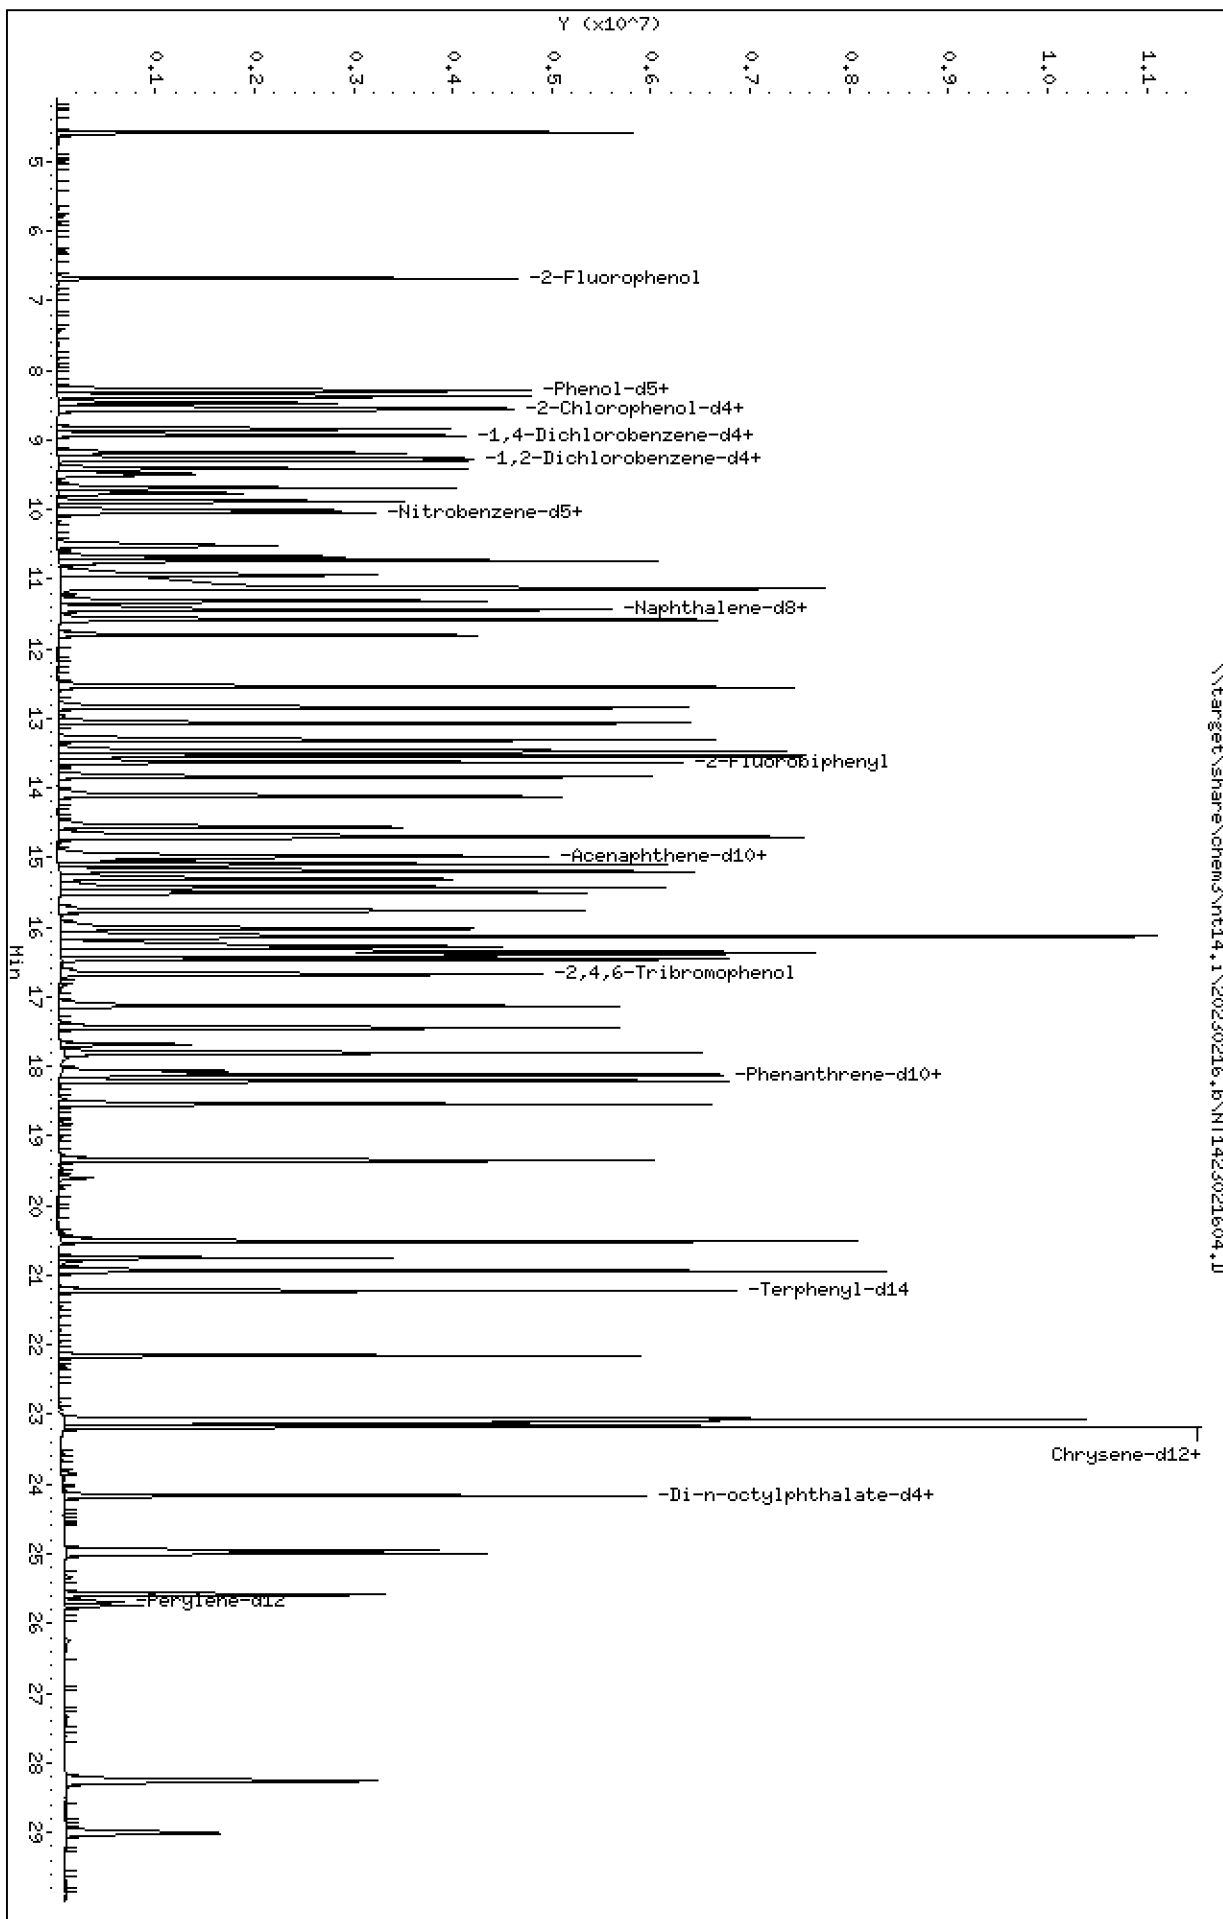 Y (x10^7)
0.1
0.2
0.3
0.4
0.5
0.6
0.7
0.8
0.9
1.0
1.1
5
6
7
8
9
10
11
12
13
14
15
16
17
18
19
20
21
22
23
24
25
26
27
28
29
Min
-2-Fluorophenol
-Phenol-d5+
-2-Chlorophenol-d4+
-1,4-Dichlorobenzene-d4+
-1,2-Dichlorobenzene-d4+
-Nitrobenzene-d5+
-Naphthalene-d8+
-2-Fluorobiphenyl
-Acenaphthene-d10+
-2,4,6-Tribromophenol
-Phenanthrene-d10+
-Terphenyl-d14
Chrysene-d12+
-Di-n-octylphthalate-d4+
-Perylene-d12
\\target\share\chem3\nt14.i\20230216.b\NT1423021604.D